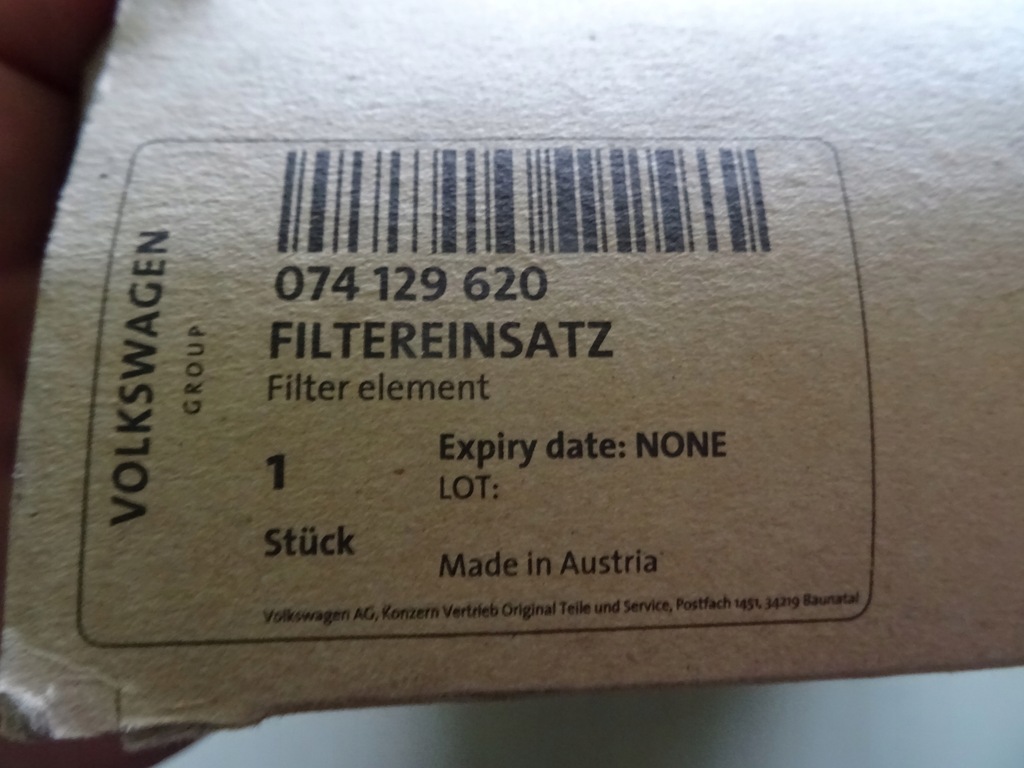 VOLKSWAGEN
GROUP
074 129 620
FILTEREINSATZ
Filter element
1
Stück
Expiry date: NONE
LOT:
Made in Austria
Volkswagen AG, Konzern Vertrieb Original Teile und Service, Postfach 1451, 34219 Baunatal